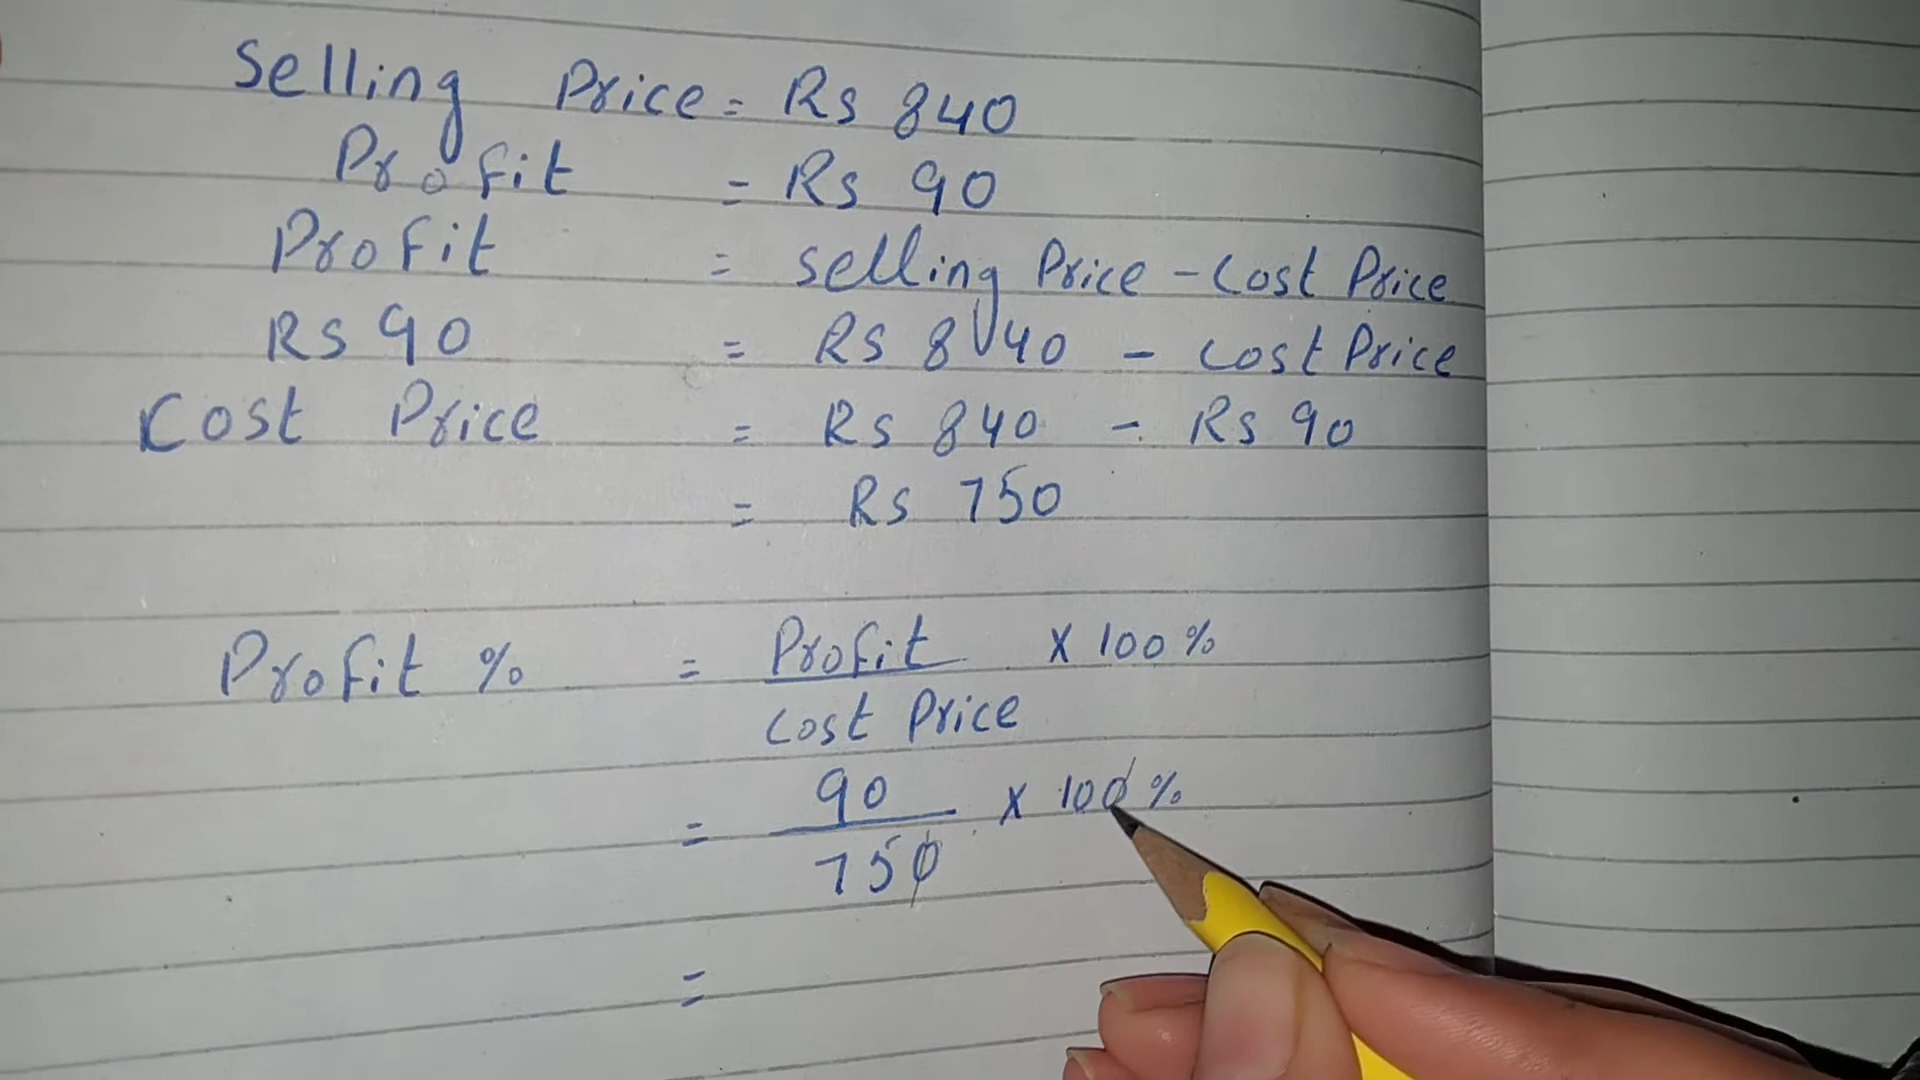 Selling Price = Rs 840
Profit = Rs 90
Profit = Selling Price - Cost Price
Rs 90 = Rs 840 - Cost Price
Cost Price = Rs 840 - Rs 90
= Rs 750
Profit % = Profit x 100 %
Cost Price
= 90 x 100 %
750
=